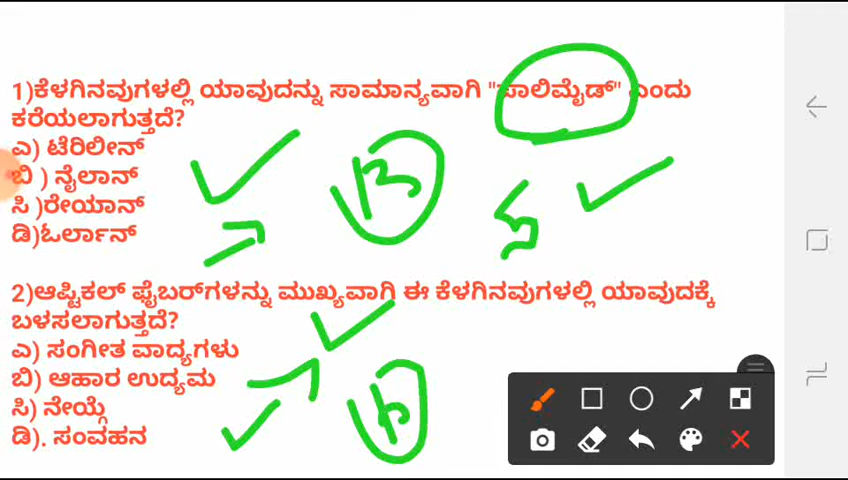 1)ಕೆಳಗಿನವುಗಳಲ್ಲಿ ಯಾವುದನ್ನು ಸಾಮಾನ್ಯವಾಗಿ "ಪಾಲಿಮೈಡ್" ಎಂದು
ಕರೆಯಲಾಗುತ್ತದೆ?
ಎ) ಟೆರಿಲೀನ್
ಬಿ ) ನೈಲಾನ್
ಸಿ )ರೇಯಾನ್
ಡಿ)ಓರ್ಲಾನ್
B
2)ಆಪ್ಟಿಕಲ್ ಫೈಬರ್‌ಗಳನ್ನು ಮುಖ್ಯವಾಗಿ ಈ ಕೆಳಗಿನವುಗಳಲ್ಲಿ ಯಾವುದಕ್ಕೆ
ಬಳಸಲಾಗುತ್ತದೆ?
ಎ) ಸಂಗೀತ ವಾದ್ಯಗಳು
ಬಿ) ಆಹಾರ ಉದ್ಯಮ
ಸಿ) ನೇಯ್ಗೆ
ಡಿ). ಸಂವಹನ